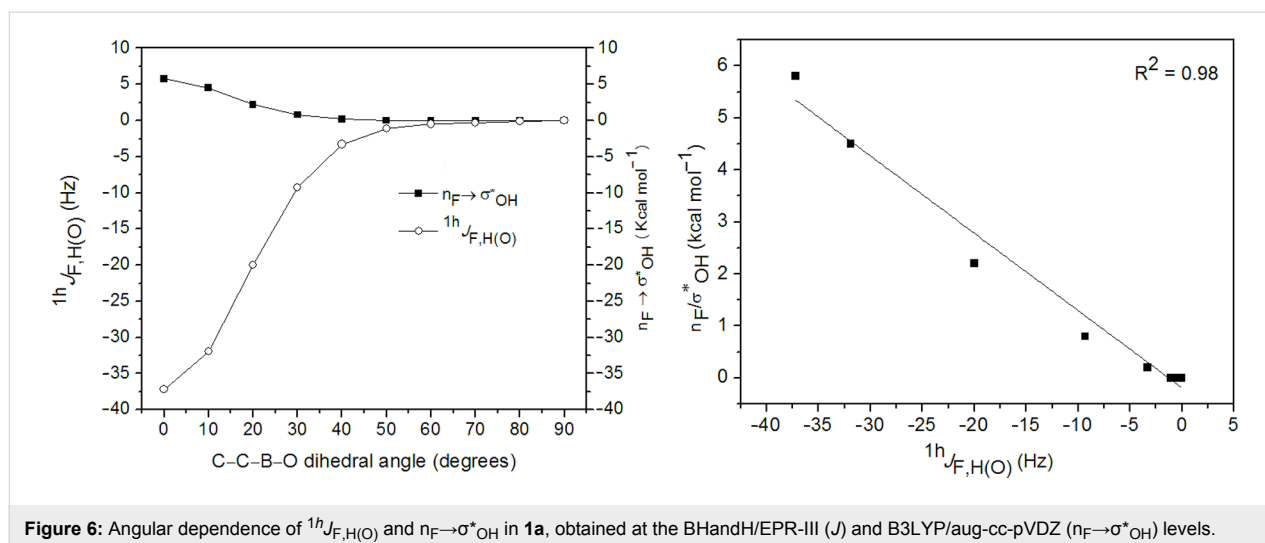 10
5
0
-5
-10
-15
-20
-25
-30
-35
-40
¹ʰJF,H(O) (Hz)
nF→σ*OH
¹ʰJF,H(O)
10
5
0
-5
-10
-15
-20
-25
-30
-35
-40
nF→σ*OH (Kcal mol⁻¹)
0 10 20 30 40 50 60 70 80 90
C–C–B–O dihedral angle (degrees)
R² = 0.98
6
5
4
3
2
1
0
nF/σ*OH (kcal mol⁻¹)
-40 -35 -30 -25 -20 -15 -10 -5 0 5
¹ʰJF,H(O) (Hz)
Figure 6: Angular dependence of ¹ʰJF,H(O) and nF→σ*OH in 1a, obtained at the BHandH/EPR-III (J) and B3LYP/aug-cc-pVDZ (nF→σ*OH) levels.